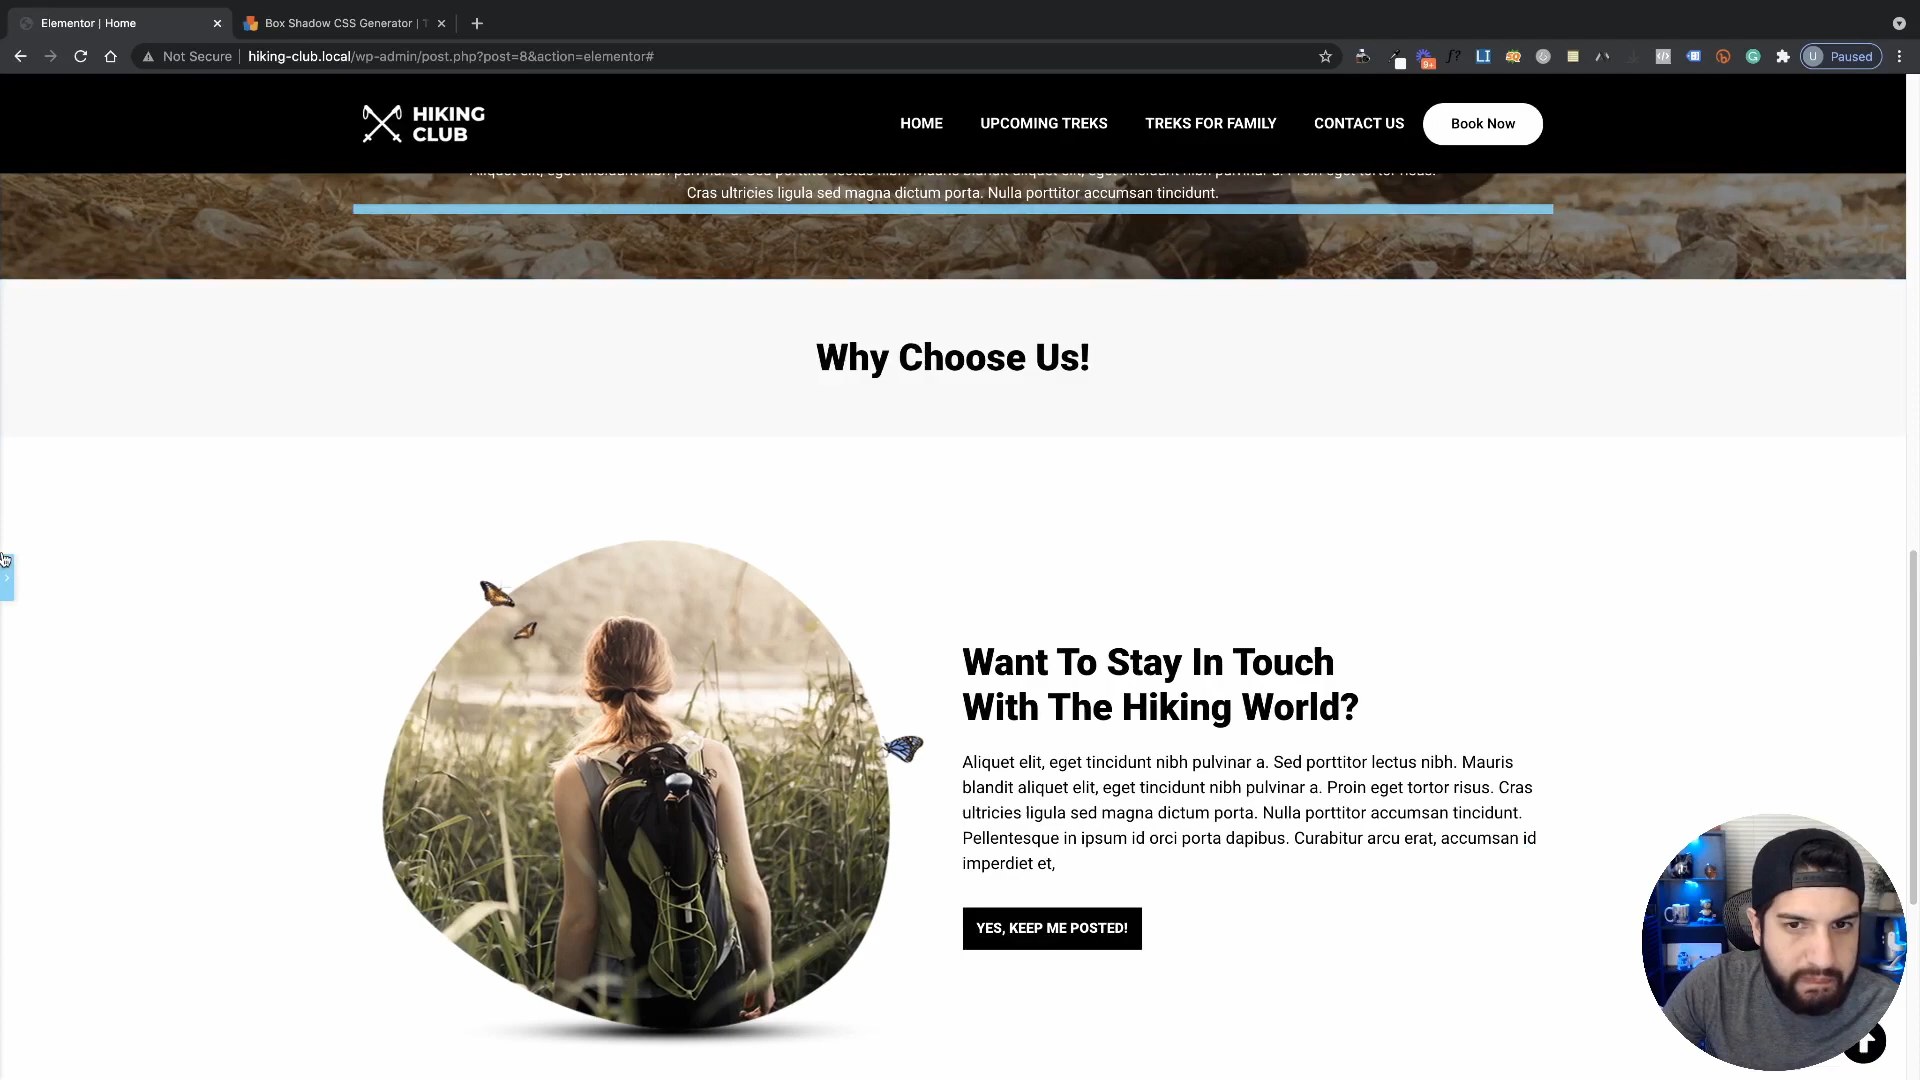 Elementor | Home
Box Shadow CSS Generator |
Not Secure
hiking-club.local/wp-admin/post.php?post=8&action=elementor#
9+
f?
LI
U
Paused
HIKING
CLUB
HOME
UPCOMING TREKS
TREKS FOR FAMILY
CONTACT US
Book Now
Aliquet elit, eget tincidunt nibh pulvinar a. Sed porttitor lectus nibh. Mauris blandit aliquet elit, eget tincidunt nibh pulvinar a. Proin eget tortor risus.
Cras ultricies ligula sed magna dictum porta. Nulla porttitor accumsan tincidunt.
Why Choose Us!
Want To Stay In Touch
With The Hiking World?
Aliquet elit, eget tincidunt nibh pulvinar a. Sed porttitor lectus nibh. Mauris
blandit aliquet elit, eget tincidunt nibh pulvinar a. Proin eget tortor risus. Cras
ultricies ligula sed magna dictum porta. Nulla porttitor accumsan tincidunt.
Pellentesque in ipsum id orci porta dapibus. Curabitur arcu erat, accumsan id
imperdiet et,
YES, KEEP ME POSTED!